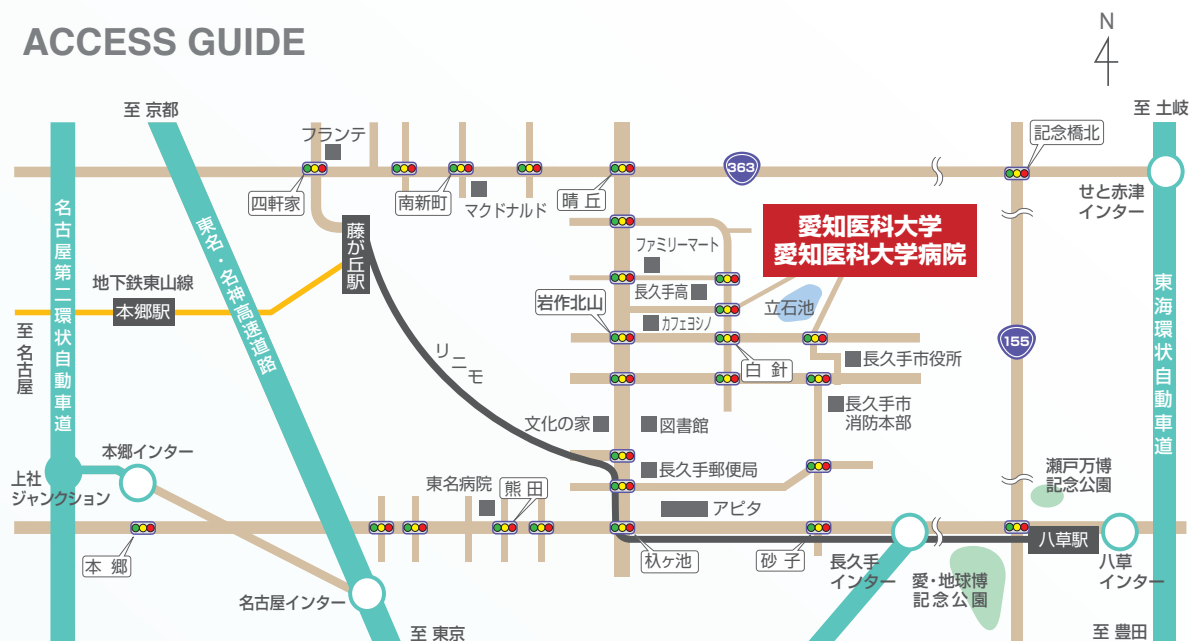 ACCESS GUIDE
N
至 京都
至 土岐
フランテ
記念橋北
363
四軒家
南新町
マクドナルド
晴丘
せと赤津
インター
名古屋第二環状自動車道
東名・名神高速道路
藤が丘駅
愛知医科大学
愛知医科大学病院
ファミリーマート
地下鉄東山線
本郷駅
長久手高
立石池
岩作北山
カフェヨシノ
東海環状自動車道
至 名古屋
リニモ
155
白針
長久手市役所
長久手市
消防本部
文化の家
図書館
本郷インター
上社
ジャンクション
長久手郵便局
瀬戸万博
記念公園
東名病院
熊田
アピタ
八草駅
本郷
杁ヶ池
砂子
長久手
インター
愛・地球博
記念公園
八草
インター
名古屋インター
至 東京
至 豊田